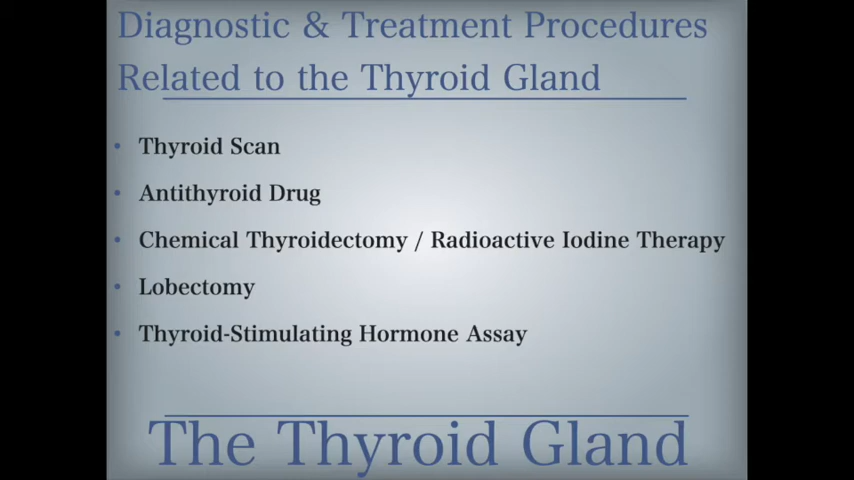 Diagnostic & Treatment Procedures
Related to the Thyroid Gland
• Thyroid Scan
• Antithyroid Drug
• Chemical Thyroidectomy / Radioactive Iodine Therapy
• Lobectomy
• Thyroid-Stimulating Hormone Assay
The Thyroid Gland